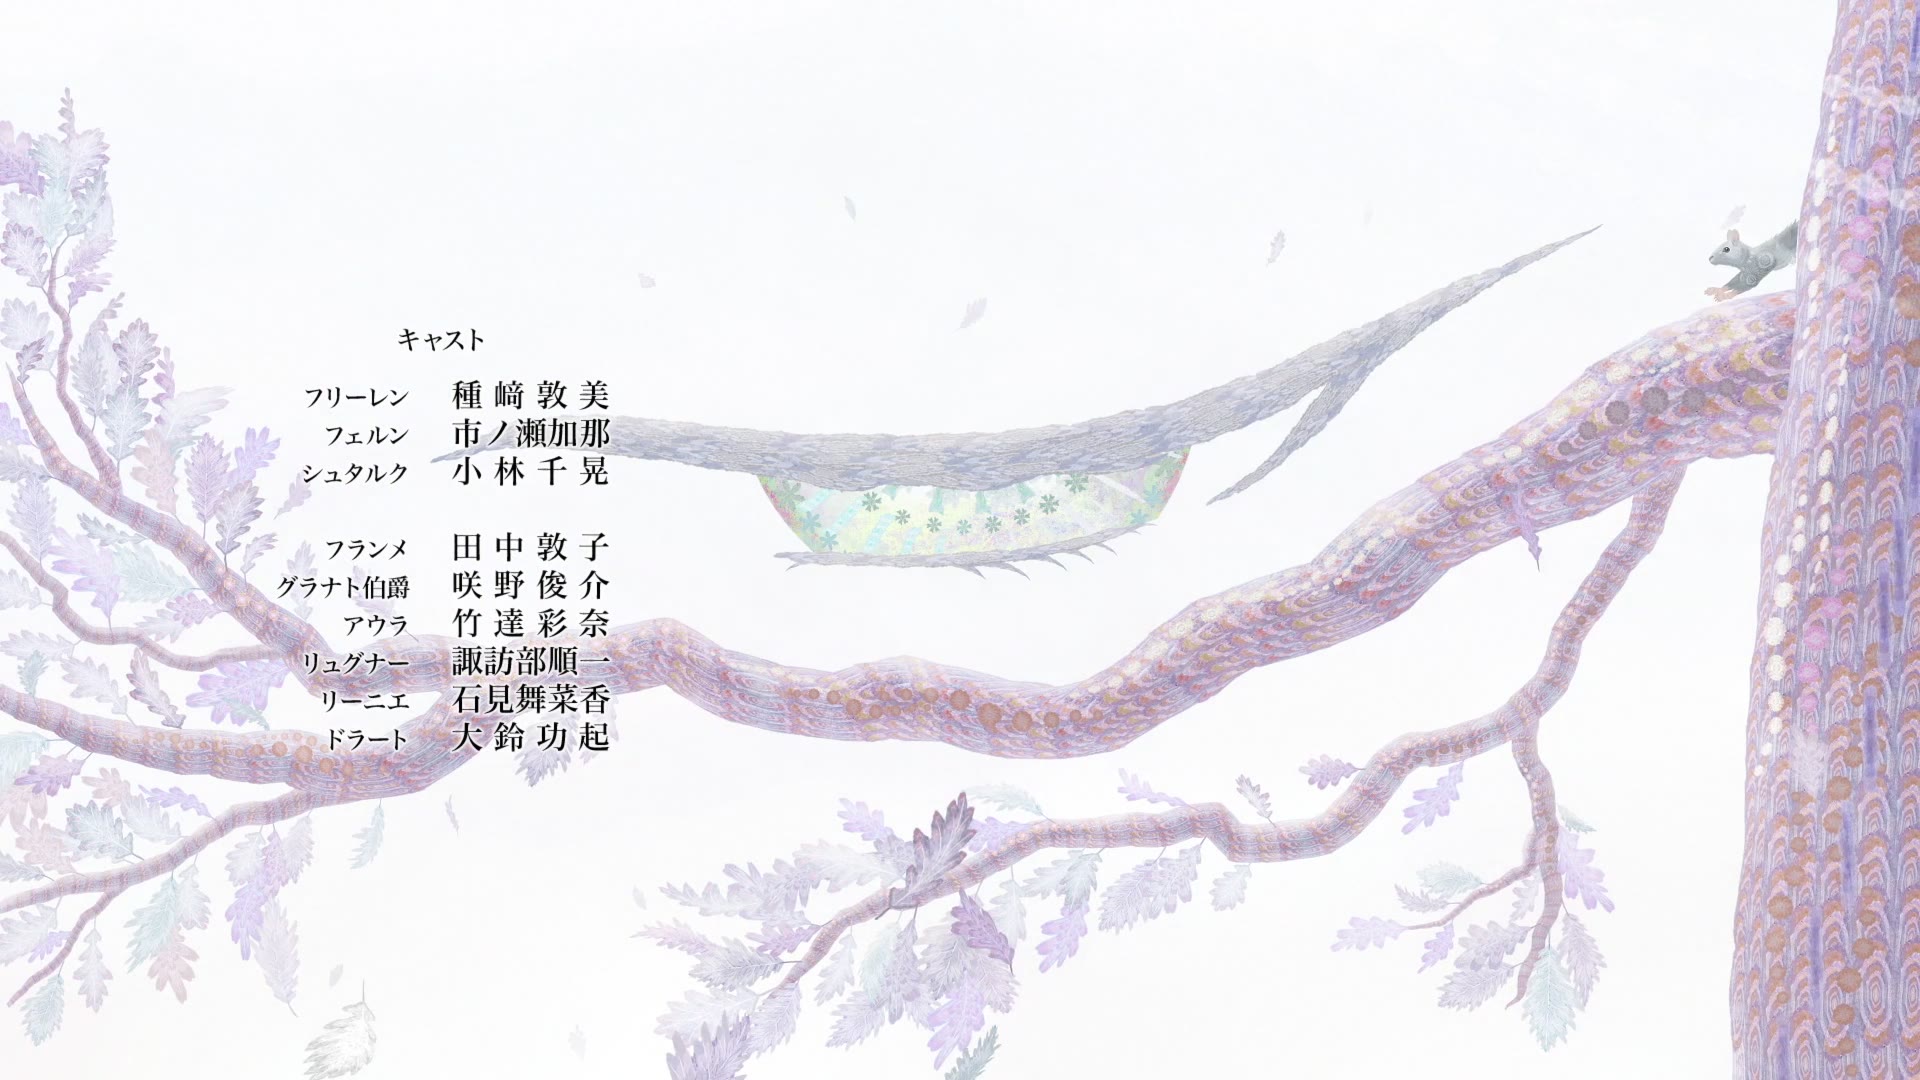 キャスト
フリーレン 種﨑敦美
フェルン 市ノ瀬加那
シュタルク 小林千晃
フランメ 田中敦子
グラナト伯爵 咲野俊介
アウラ 竹達彩奈
リュグナー 諏訪部順一
リーニエ 石見舞菜香
ドラート 大鈴功起